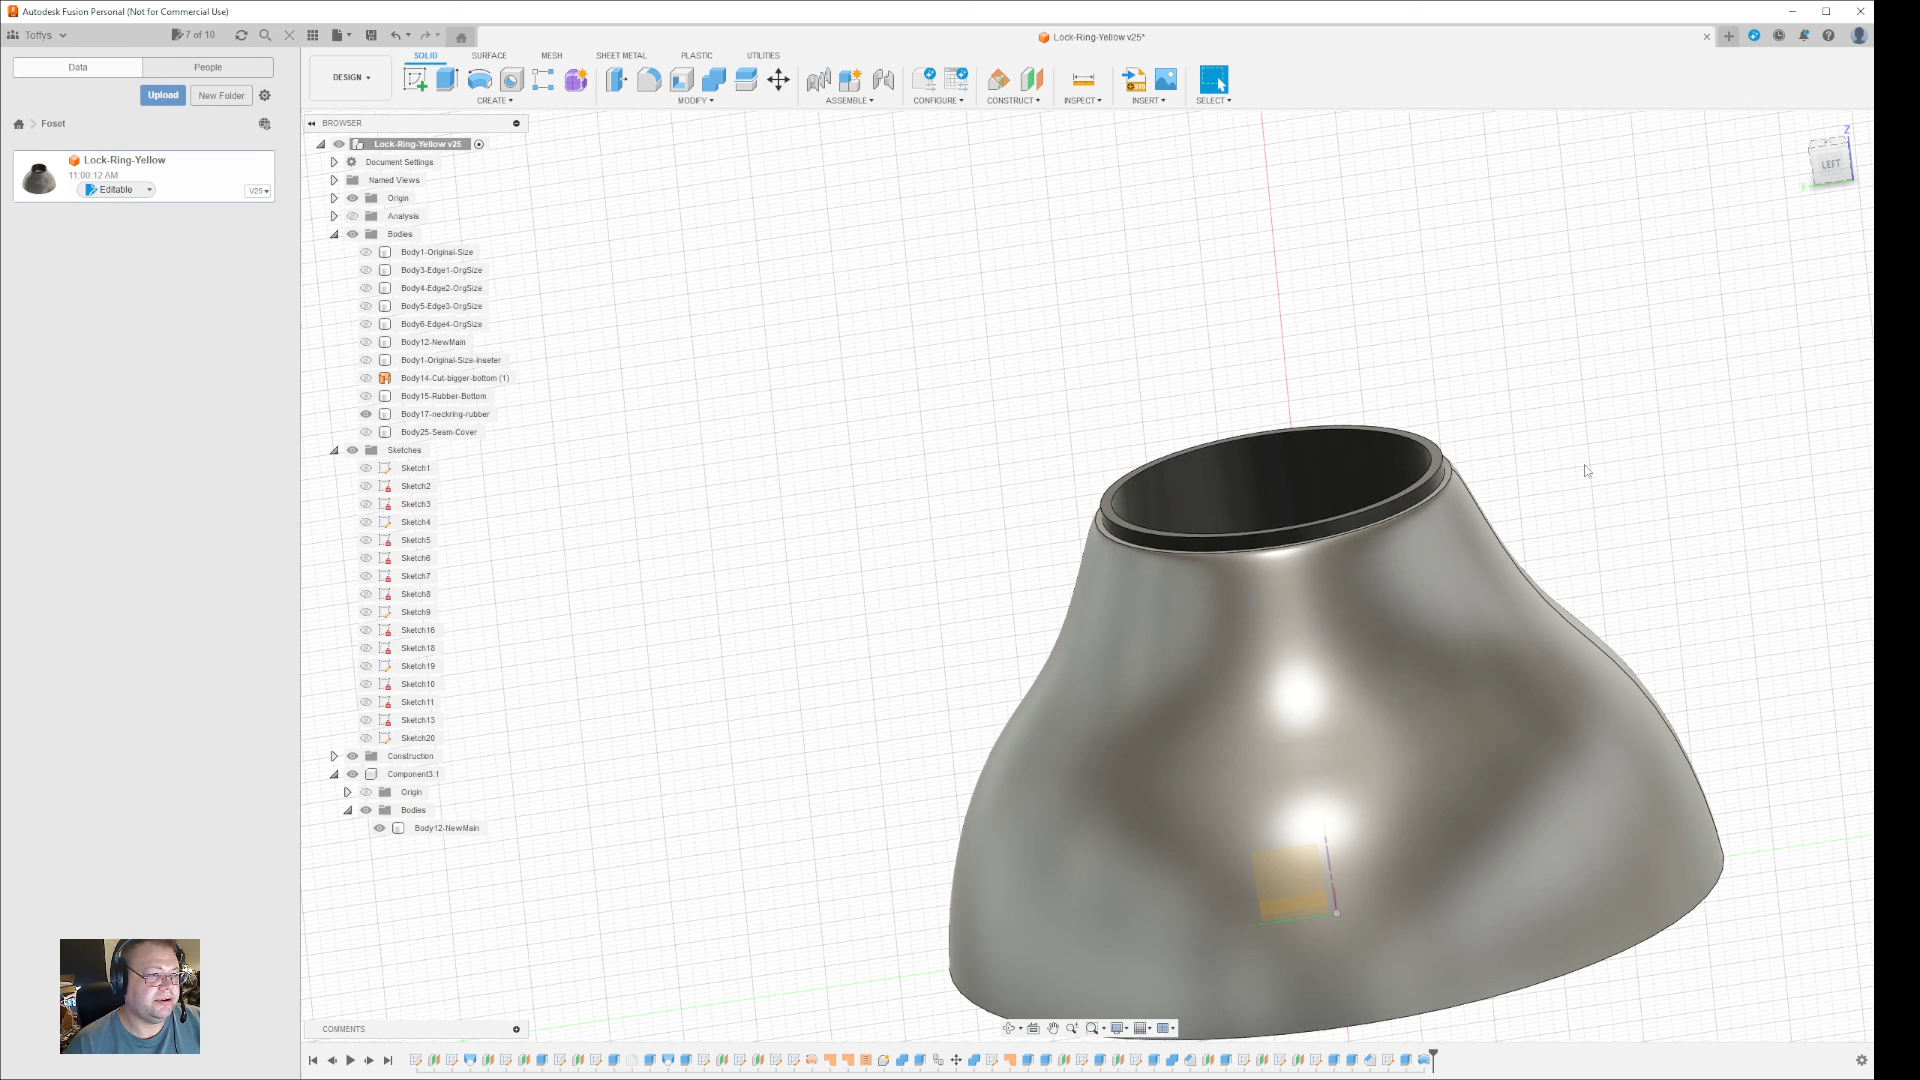 Autodesk Fusion Personal (Not for Commercial Use)
Toffys
7 of 10
Lock-Ring-Yellow v25*
Data
People
Upload
New Folder
Foset
Lock-Ring-Yellow
11:00:12 AM
Editable
V25
DESIGN
SOLID
SURFACE
MESH
SHEET METAL
PLASTIC
UTILITIES
CREATE
MODIFY
ASSEMBLE
CONFIGURE
CONSTRUCT
INSPECT
INSERT
SELECT
BROWSER
Lock-Ring-Yellow v25
Document Settings
Named Views
Origin
Analysis
Bodies
Body1-Original-Size
Body3-Edge1-OrgSize
Body4-Edge2-OrgSize
Body5-Edge3-OrgSize
Body6-Edge4-OrgSize
Body12-NewMain
Body1-Original-Size-inseter
Body14-Cut-bigger-bottom (1)
Body15-Rubber-Bottom
Body17-neckring-rubber
Body25-Seam-Cover
Sketches
Sketch1
Sketch2
Sketch3
Sketch4
Sketch5
Sketch6
Sketch7
Sketch8
Sketch9
Sketch16
Sketch18
Sketch19
Sketch10
Sketch11
Sketch13
Sketch20
Construction
Component3:1
Origin
Bodies
Body12-NewMain
Z
LEFT
Y
COMMENTS